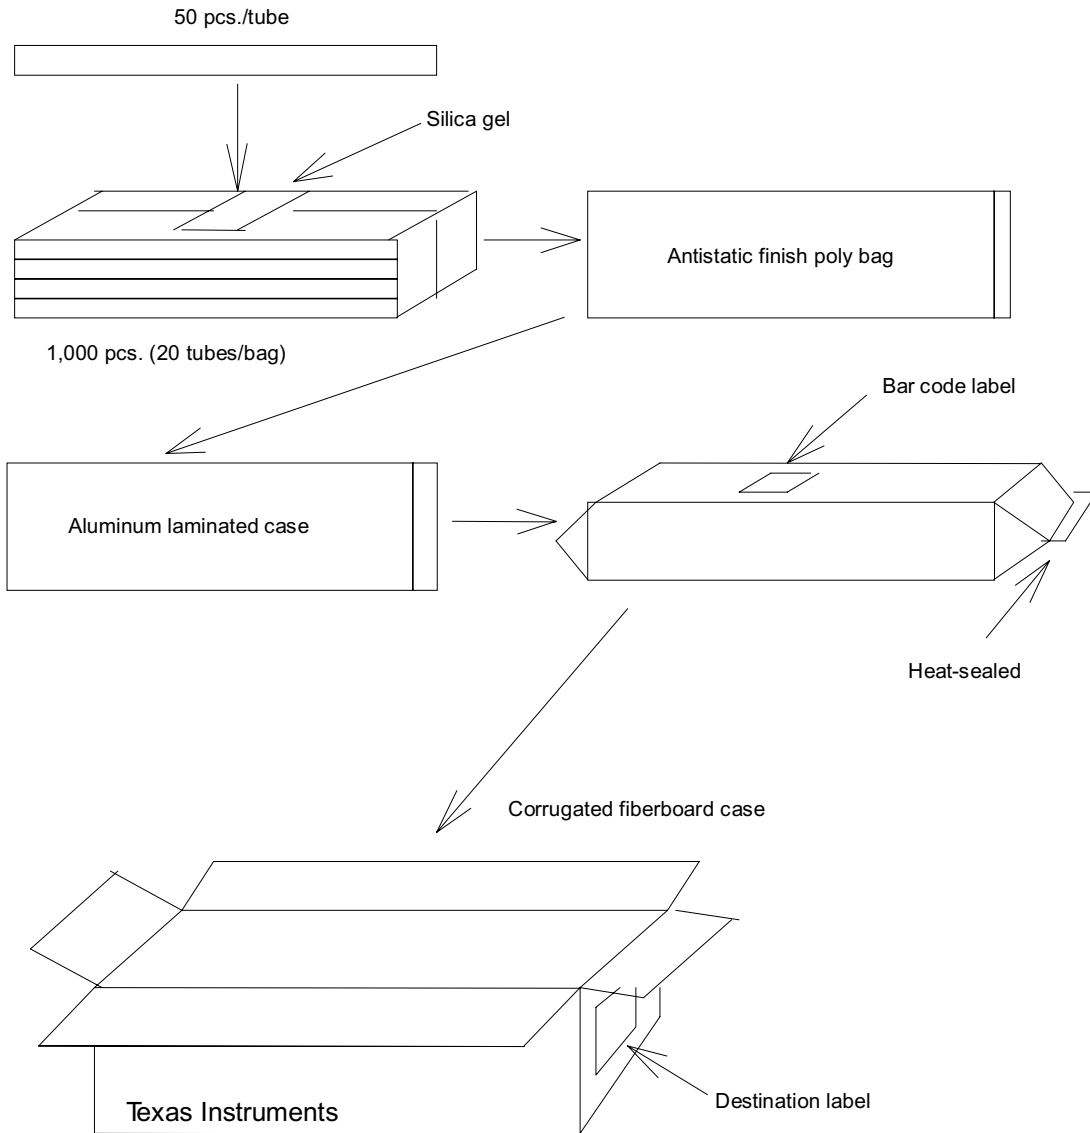 50 pcs./tube
Silica gel
Antistatic finish poly bag
1,000 pcs. (20 tubes/bag)
Bar code label
Aluminum laminated case
Heat-sealed
Corrugated fiberboard case
Destination label
Texas Instruments